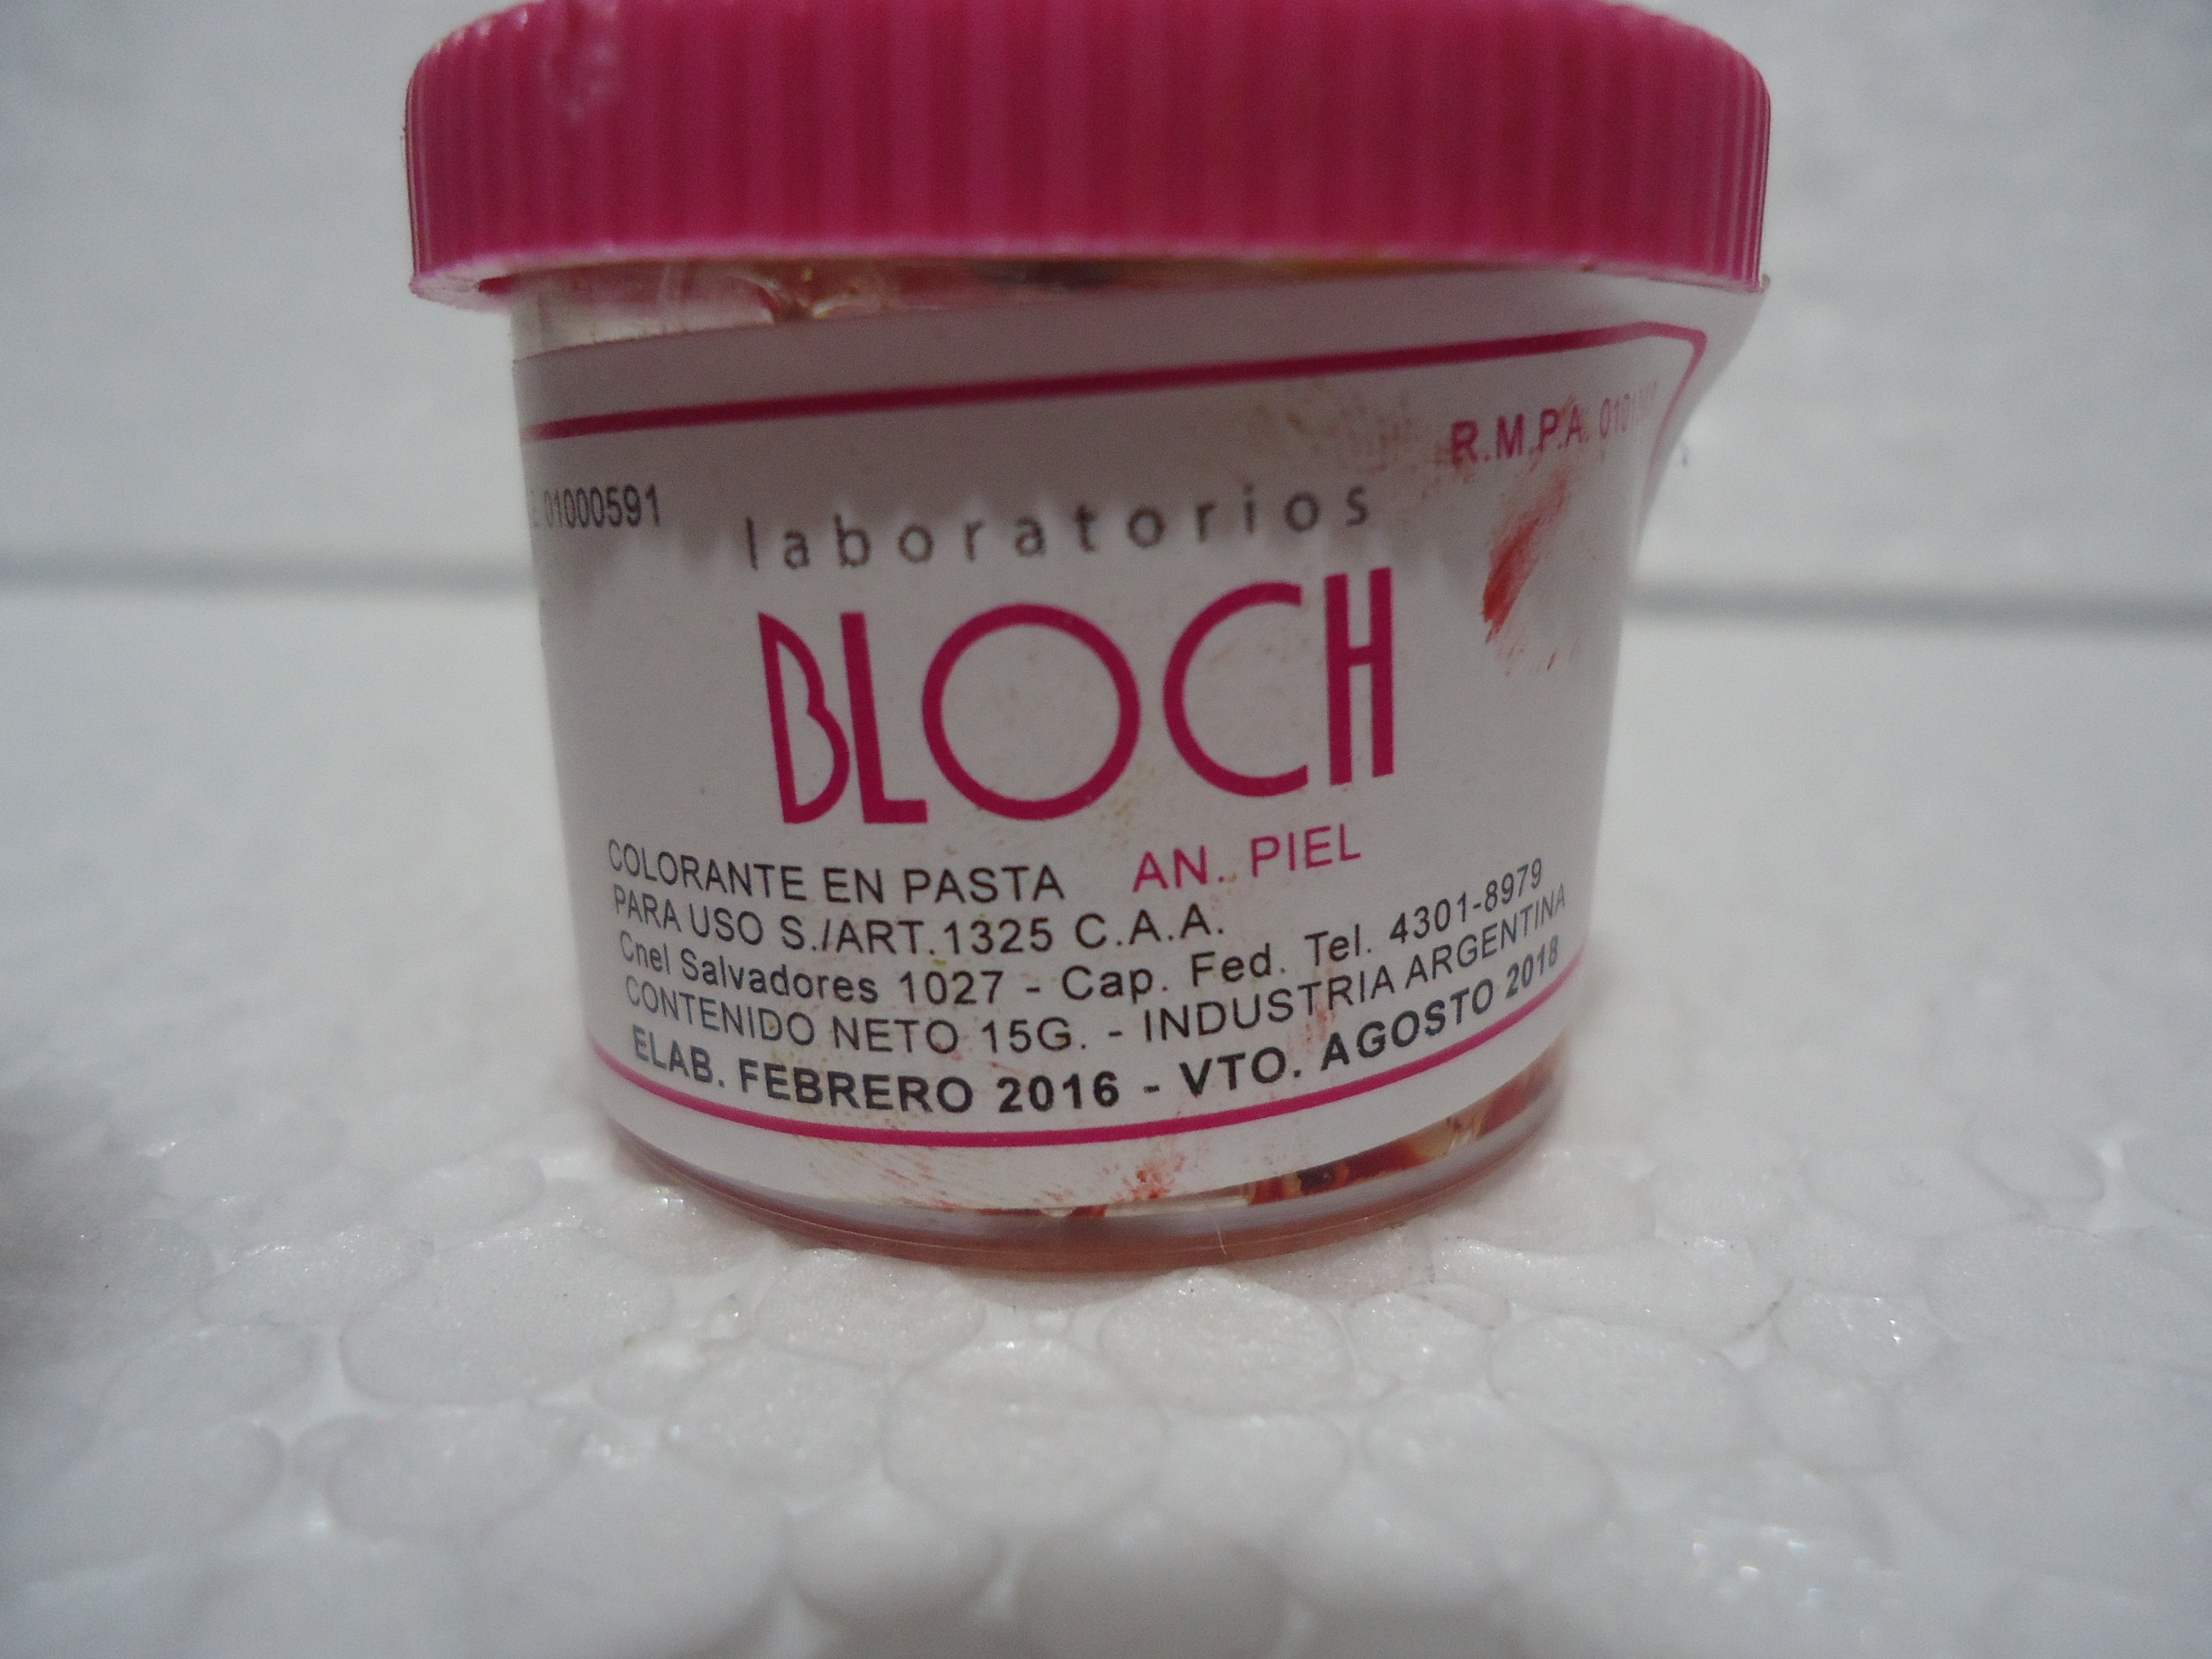 R.M.P.A.
01000591
laboratorios
BLOCH
COLORANTE EN PASTA AN. PIEL
PARA USO S./ART.1325 C.A.A.
Cnel Salvadores 1027 - Cap. Fed. Tel. 4301-8979
CONTENIDO NETO 15G. - INDUSTRIA ARGENTINA
ELAB. FEBRERO 2016 - VTO. AGOSTO 2018